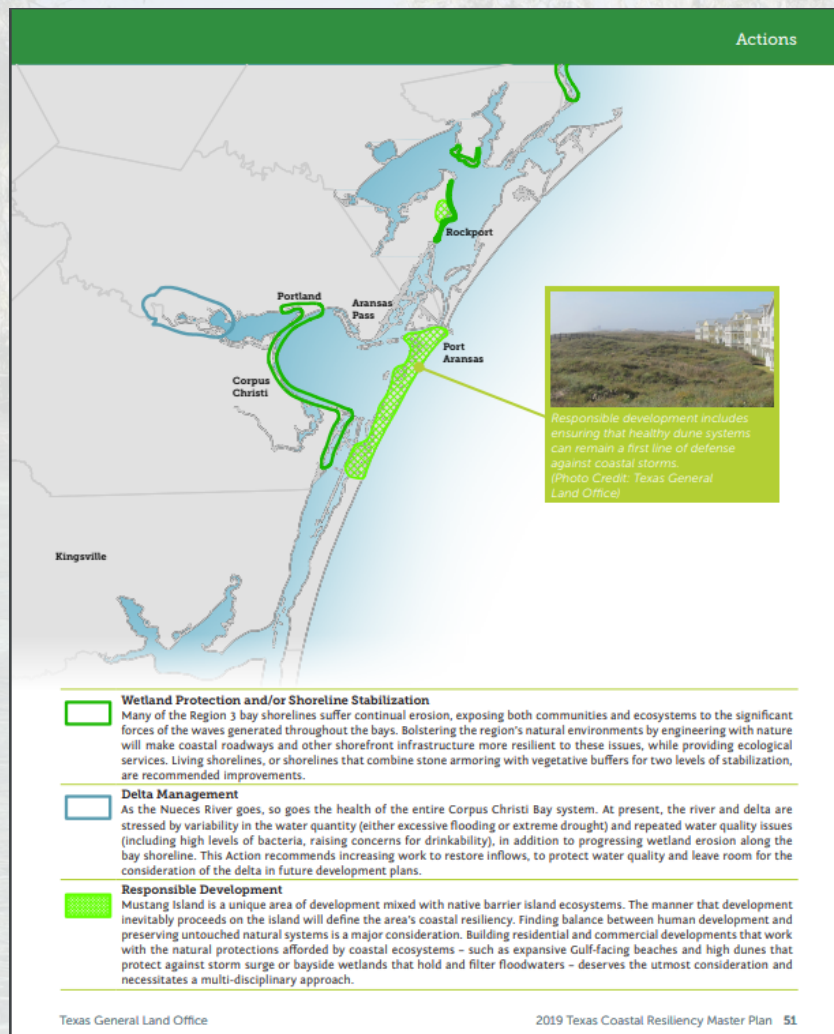 Actions
Rockport
Portland
Aransas
Pass
Port
Aransas
Corpus
Christi
Kingsville
Responsible development includes
ensuring that healthy dune systems
can remain a first line of defense
against coastal storms.
(Photo Credit: Texas General
Land Office)
Wetland Protection and/or Shoreline Stabilization
Many of the Region 3 bay shorelines suffer continual erosion, exposing both communities and ecosystems to the significant
forces of the waves generated throughout the bays. Bolstering the region's natural environments by engineering with nature
will make coastal roadways and other shorefront infrastructure more resilient to these issues, while providing ecological
services. Living shorelines, or shorelines that combine stone armoring with vegetative buffers for two levels of stabilization,
are recommended improvements.
Delta Management
As the Nueces River goes, so goes the health of the entire Corpus Christi Bay system. At present, the river and delta are
stressed by variability in the water quantity (either excessive flooding or extreme drought) and repeated water quality issues
(including high levels of bacteria, raising concerns for drinkability), in addition to progressing wetland erosion along the
bay shoreline. This Action recommends increasing work to restore inflows, to protect water quality and leave room for the
consideration of the delta in future development plans.
Responsible Development
Mustang Island is a unique area of development mixed with native barrier island ecosystems. The manner that development
inevitably proceeds on the island will define the area's coastal resiliency. Finding balance between human development and
preserving untouched natural systems is a major consideration. Building residential and commercial developments that work
with the natural protections afforded by coastal ecosystems – such as expansive Gulf-facing beaches and high dunes that
protect against storm surge or bayside wetlands that hold and filter floodwaters – deserves the utmost consideration and
necessitates a multi-disciplinary approach.
Texas General Land Office
2019 Texas Coastal Resiliency Master Plan 51